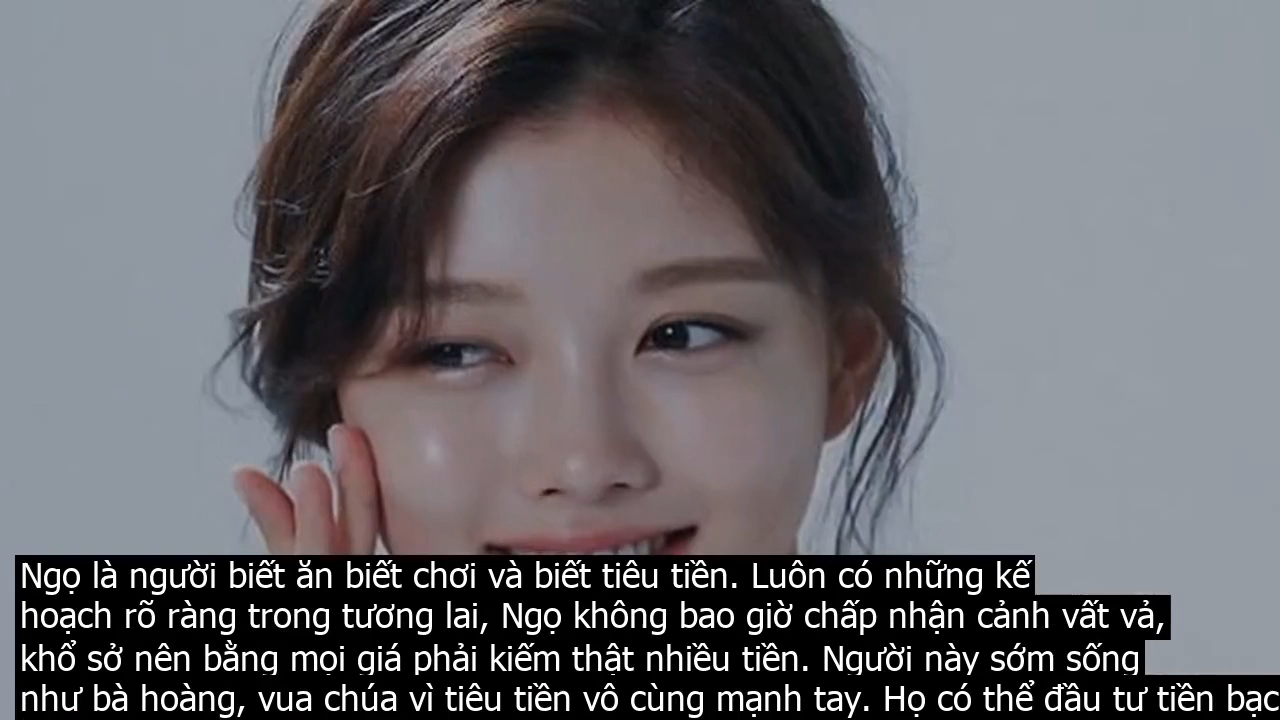 Ngọ là người biết ăn biết chơi và biết tiêu tiền. Luôn có những kế
hoạch rõ ràng trong tương lai, Ngọ không bao giờ chấp nhận cảnh vất vả,
khổ sở nên bằng mọi giá phải kiếm thật nhiều tiền. Người này sớm sống
như bà hoàng, vua chúa vì tiêu tiền vô cùng mạnh tay. Họ có thể đầu tư tiền bạc